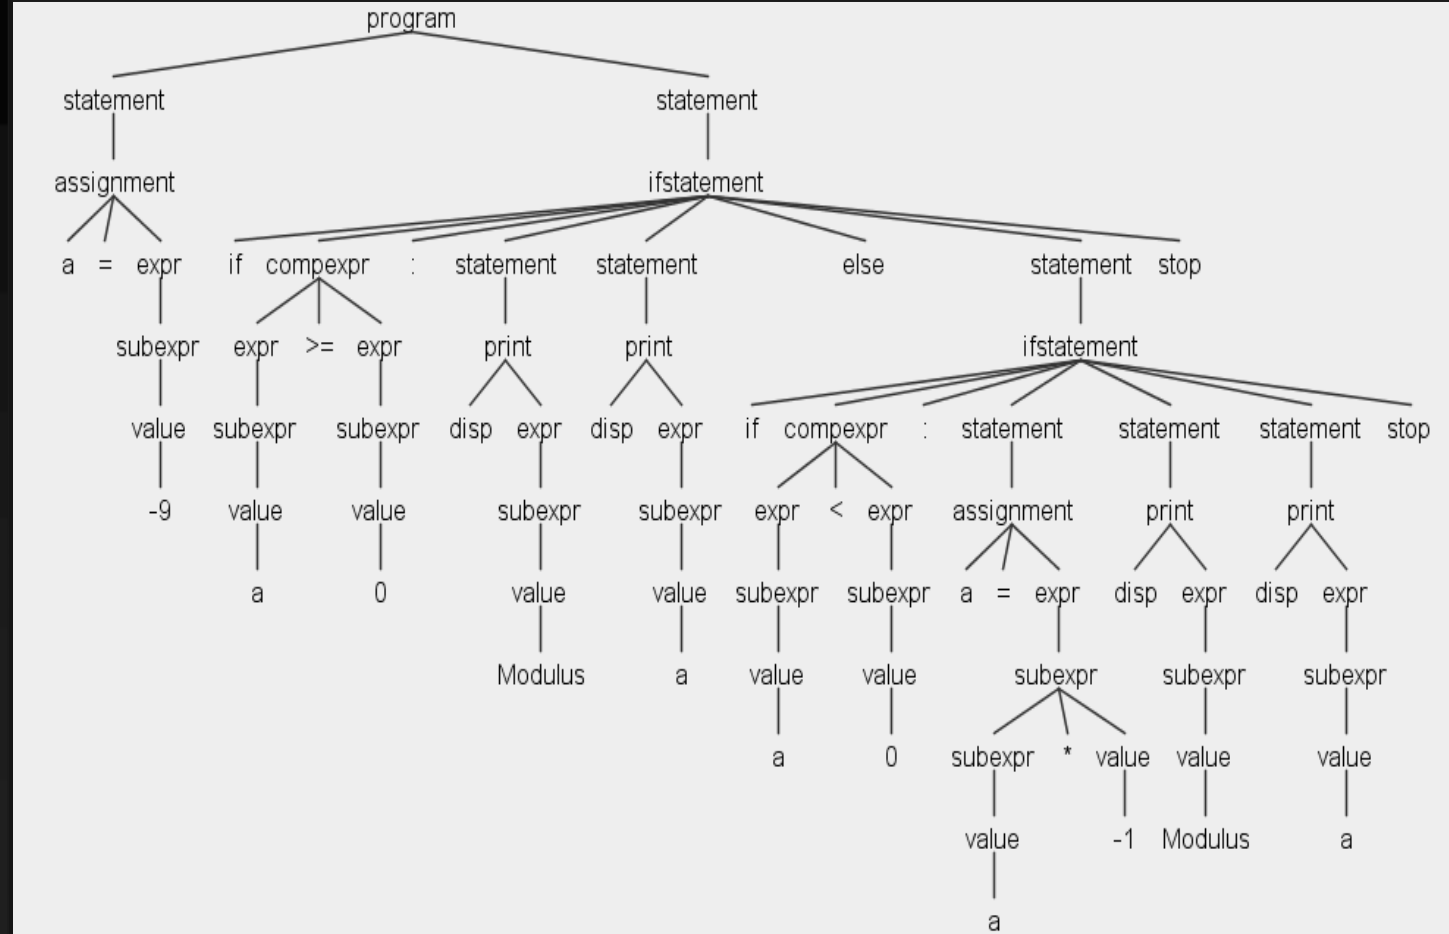 program
statement statement
assignment ifstatement
a = expr if compexpr : statement statement else statement stop
subexpr expr >= expr print print ifstatement
value subexpr subexpr disp expr disp expr if compexpr : statement statement statement stop
-9 value value subexpr subexpr expr < expr assignment print print
a 0 value value subexpr subexpr a = expr disp expr disp expr
Modulus a value value subexpr subexpr subexpr
a 0 subexpr * value value value
value -1 Modulus a
a